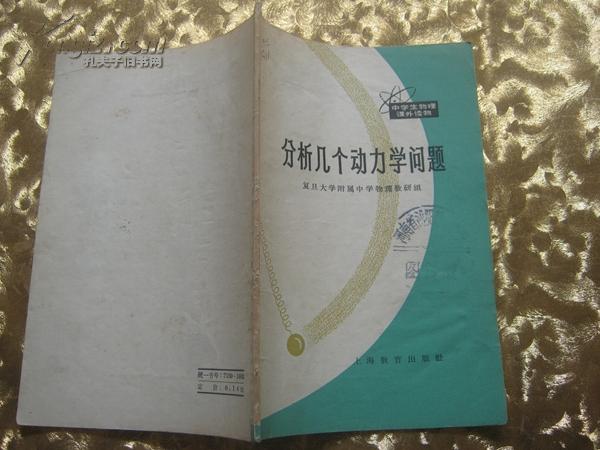 孔夫子旧书网
中学生物理
课外读物
分析几个动力学问题
复旦大学附属中学物理教研组
上海教育出版社
统一书号：7150·
定 价：0.14元